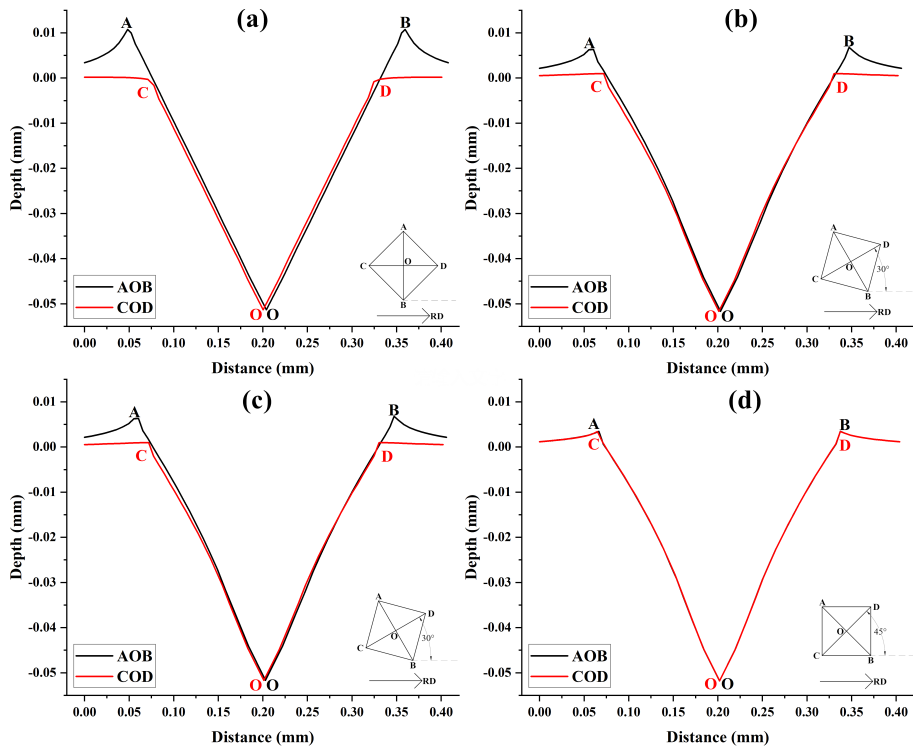 (a)
A
B
C
D
O
O
0.01
0.00
-0.01
-0.02
-0.03
-0.04
-0.05
Depth (mm)
AOB
COD
A
C
O
D
B
RD
0.00 0.05 0.10 0.15 0.20 0.25 0.30 0.35 0.40
Distance (mm)
(b)
A
B
C
D
O
O
0.01
0.00
-0.01
-0.02
-0.03
-0.04
-0.05
Depth (mm)
AOB
COD
A
D
O
30°
C
B
RD
0.00 0.05 0.10 0.15 0.20 0.25 0.30 0.35 0.40
Distance (mm)
(c)
A
B
C
D
O
O
0.01
0.00
-0.01
-0.02
-0.03
-0.04
-0.05
Depth (mm)
AOB
COD
A
D
O
30°
C
B
RD
0.00 0.05 0.10 0.15 0.20 0.25 0.30 0.35 0.40
Distance (mm)
(d)
A
B
C
D
O
O
0.01
0.00
-0.01
-0.02
-0.03
-0.04
-0.05
Depth (mm)
AOB
COD
A
D
O
45°
C
B
RD
0.00 0.05 0.10 0.15 0.20 0.25 0.30 0.35 0.40
Distance (mm)